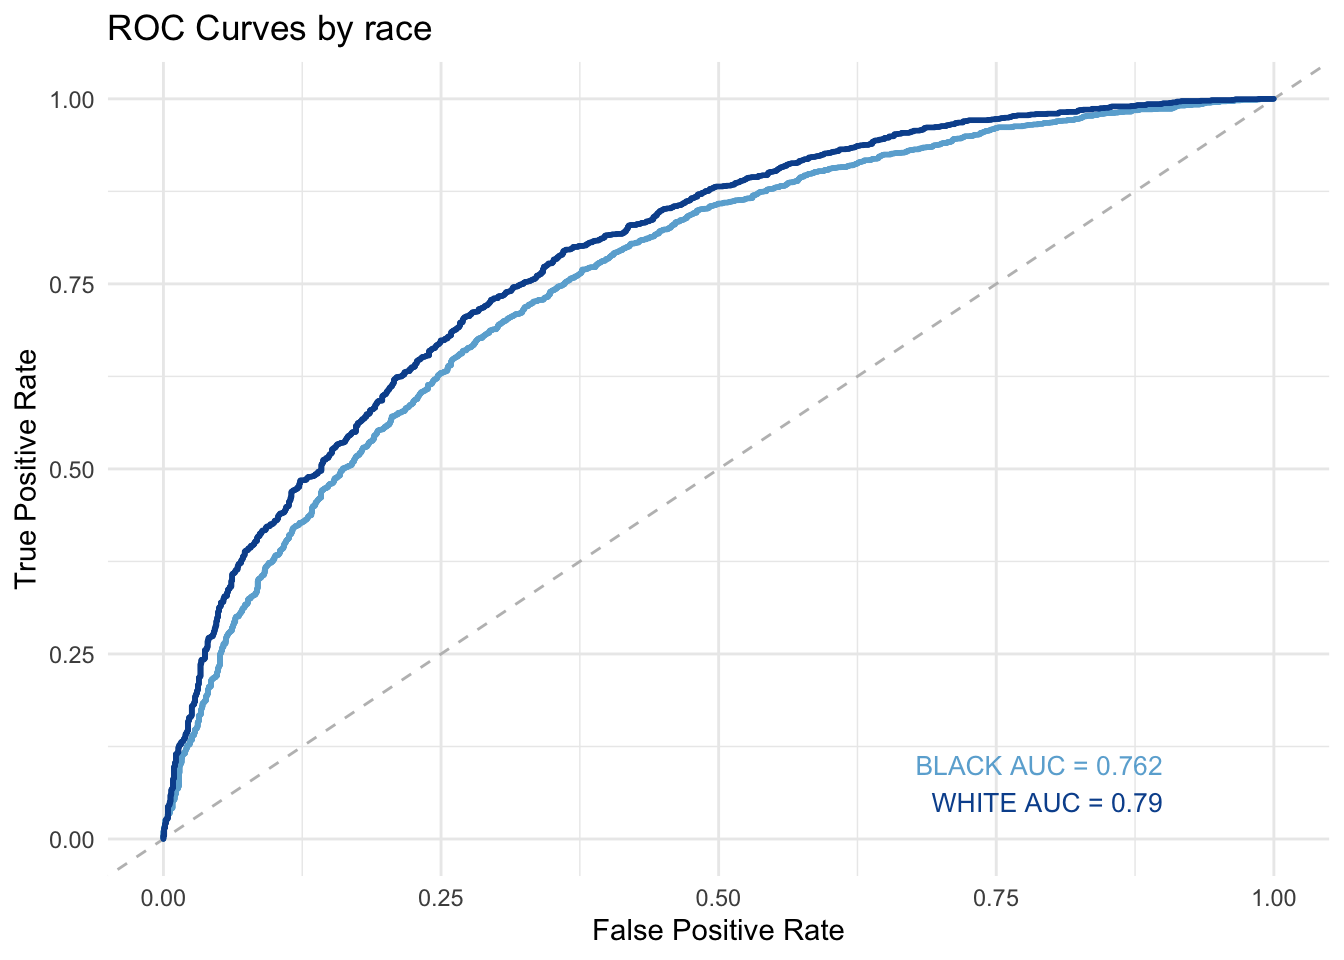 ROC Curves by race
1.00
0.75
0.50
0.25
0.00
True Positive Rate
BLACK AUC = 0.762
WHITE AUC = 0.79
0.00
0.25
0.50
0.75
1.00
False Positive Rate